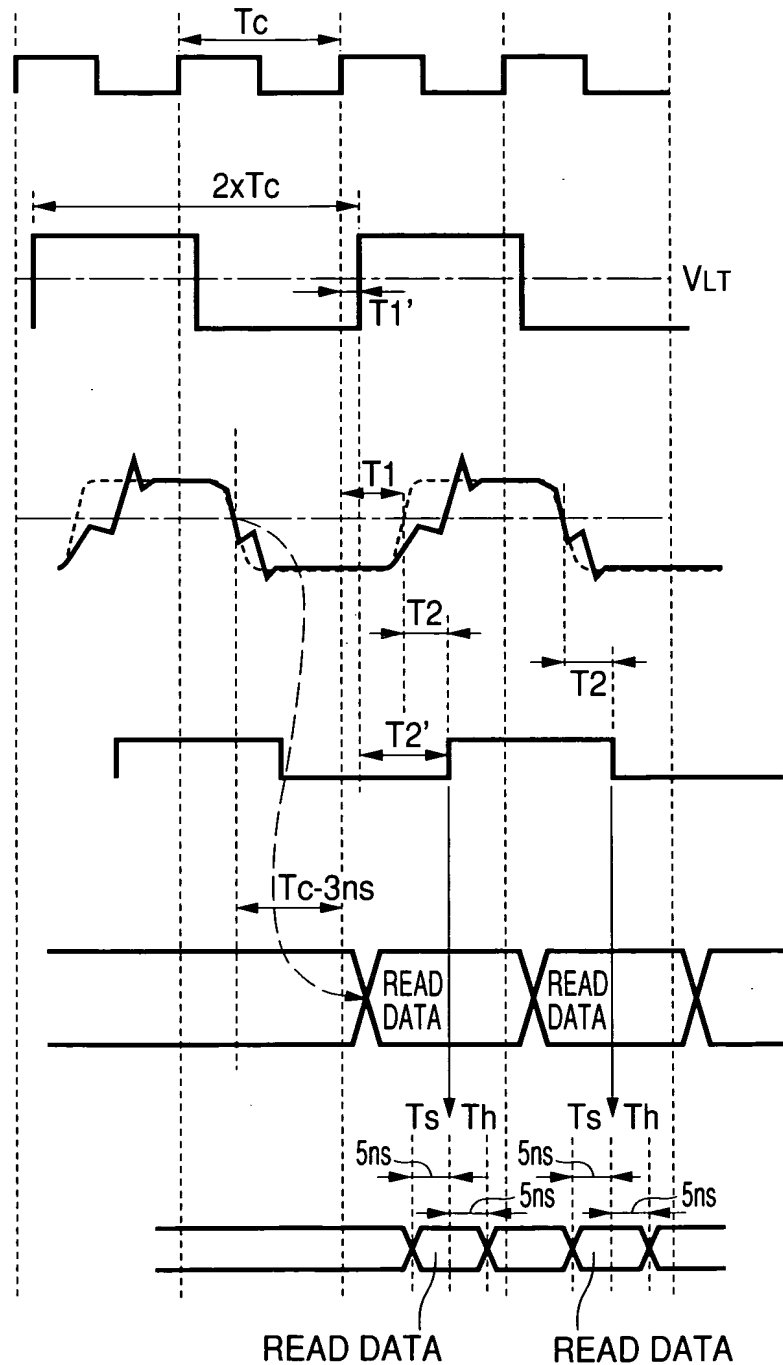 Tc
2xTc
VLT
T1'
T1
T2
T2
T2'
Tc-3ns
READ DATA
READ DATA
Ts Th
Ts Th
5ns
5ns
5ns
5ns
READ DATA
READ DATA